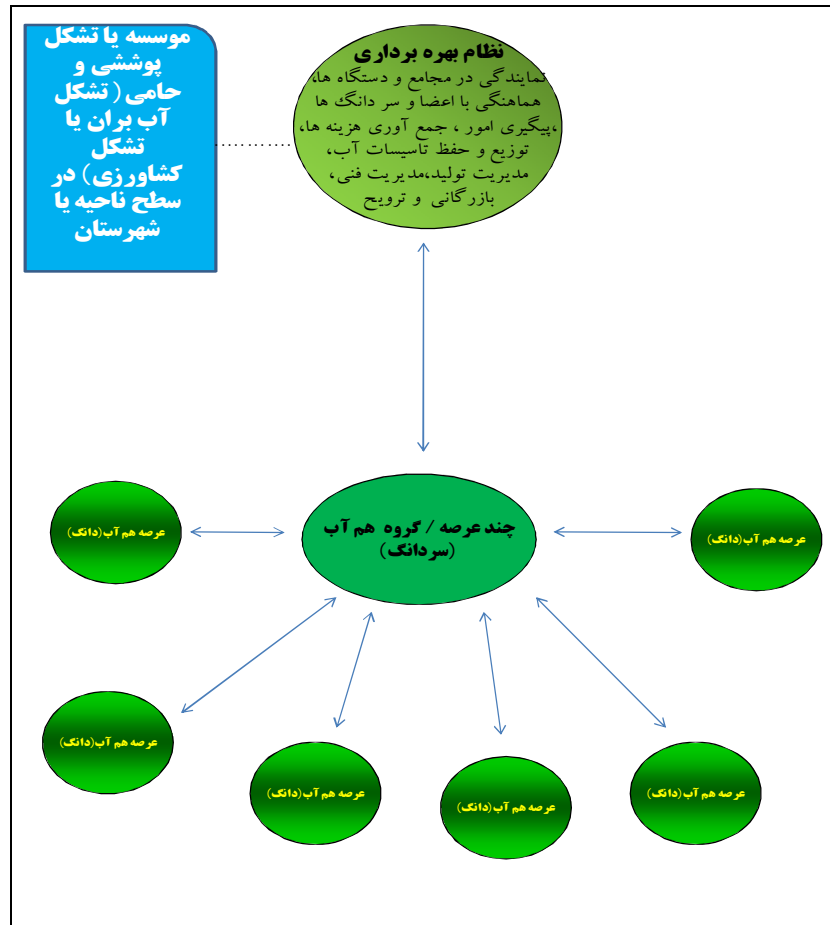 موسسه یا تشکل
پوششی و
حامی (تشکل
آب بران یا
تشکل
کشاورزی) در
سطح ناحیه یا
شهرستان
نظام بهره برداری
نمایندگی در مجامع و دستگاه ها،
هماهنگی با اعضا و سر دانگ ها
،پیگیری امور ، جمع آوری هزینه ها،
توزیع و حفظ تاسیسات آب،
مدیریت تولید،مدیریت فنی،
بازرگانی و ترویج
چند عرصه / گروه هم آب
(سردانگ)
عرصه هم آب(دانگ)
عرصه هم آب(دانگ)
عرصه هم آب(دانگ)
عرصه هم آب(دانگ)
عرصه هم آب(دانگ)
عرصه هم آب(دانگ)